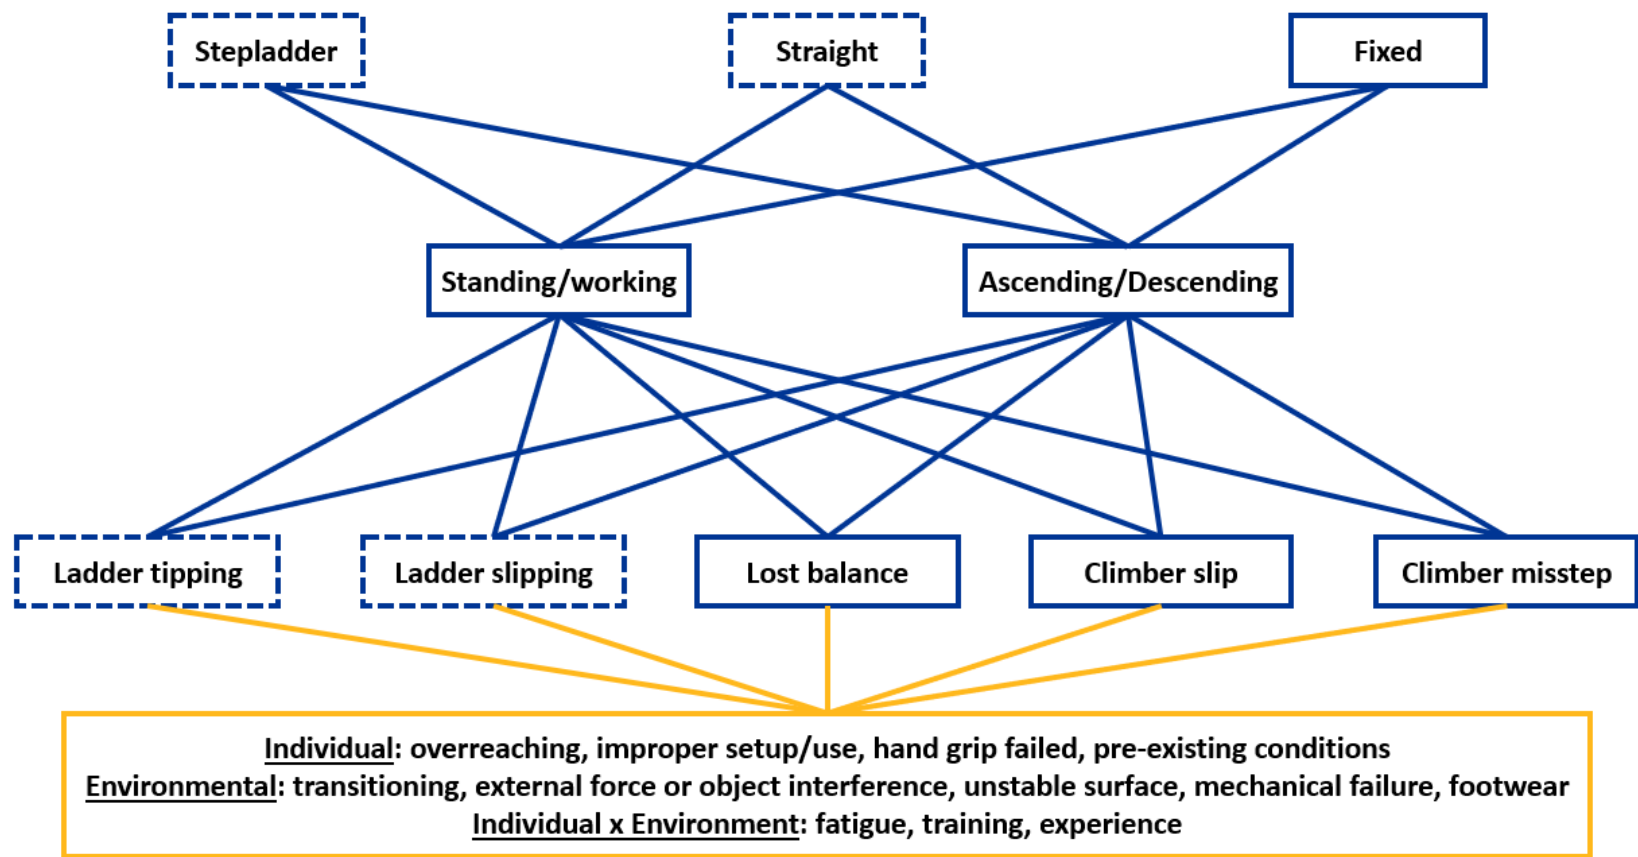 Stepladder
Straight
Fixed
Standing/working
Ascending/Descending
Ladder tipping
Ladder slipping
Lost balance
Climber slip
Climber misstep
Individual: overreaching, improper setup/use, hand grip failed, pre-existing conditions
Environmental: transitioning, external force or object interference, unstable surface, mechanical failure, footwear
Individual x Environment: fatigue, training, experience